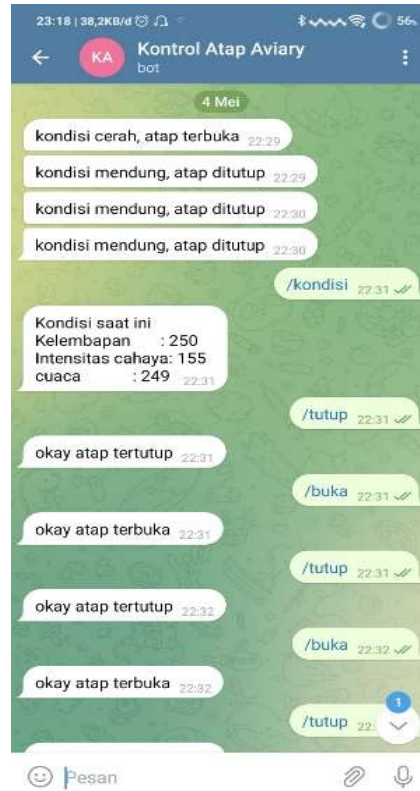 23:18 | 38,2KB/d
56%
KA
Kontrol Atap Aviary
bot
4 Mei
kondisi cerah, atap terbuka 22:29
kondisi mendung, atap ditutup 22:29
kondisi mendung, atap ditutup 22:30
kondisi mendung, atap ditutup 22:30
/kondisi 22:31
Kondisi saat ini
Kelembapan : 250
Intensitas cahaya: 155
cuaca : 249 22:31
/tutup 22:31
okay atap tertutup 22:31
/buka 22:31
okay atap terbuka 22:31
/tutup 22:31
okay atap tertutup 22:32
/buka 22:32
okay atap terbuka 22:32
1
/tutup 22:
Pesan